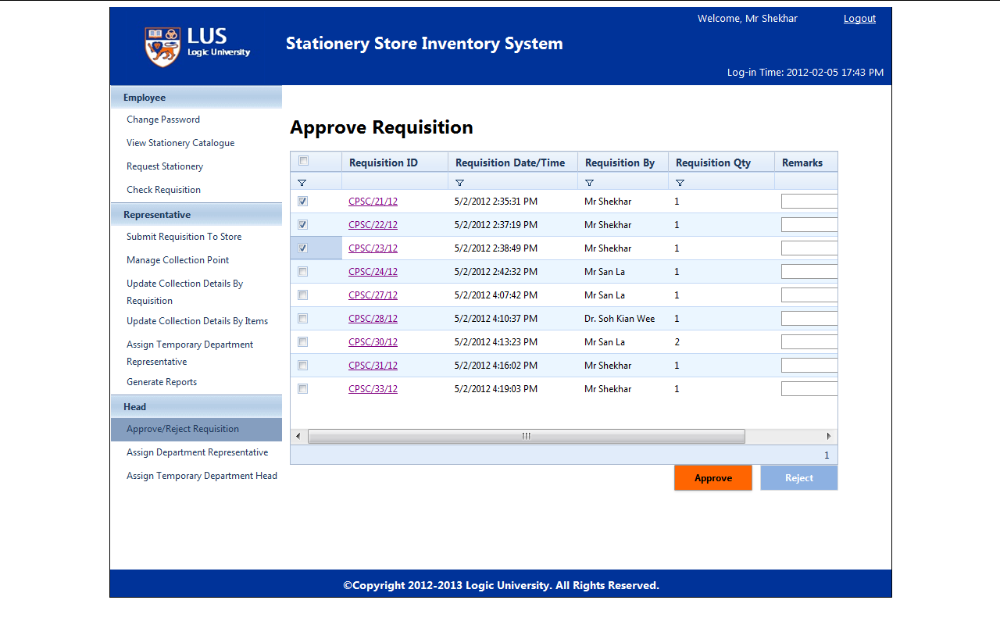 Welcome, Mr Shekhar Logout
LUS
Logic University
Stationery Store Inventory System
Log-in Time: 2012-02-05 17:43 PM
Employee
Change Password
View Stationery Catalogue
Request Stationery
Check Requisition
Representative
Submit Requisition To Store
Manage Collection Point
Update Collection Details By
Requisition
Update Collection Details By Items
Assign Temporary Department
Representative
Generate Reports
Head
Approve/Reject Requisition
Assign Department Representative
Assign Temporary Department Head
Approve Requisition
Requisition ID Requisition Date/Time Requisition By Requisition Qty Remarks
CPSC/21/12 5/2/2012 2:35:31 PM Mr Shekhar 1
CPSC/22/12 5/2/2012 2:37:19 PM Mr Shekhar 1
CPSC/23/12 5/2/2012 2:38:49 PM Mr Shekhar 1
CPSC/24/12 5/2/2012 2:42:32 PM Mr San La 1
CPSC/27/12 5/2/2012 4:07:42 PM Mr San La 1
CPSC/28/12 5/2/2012 4:10:37 PM Dr. Soh Kian Wee 1
CPSC/30/12 5/2/2012 4:13:23 PM Mr San La 2
CPSC/31/12 5/2/2012 4:16:02 PM Mr Shekhar 1
CPSC/33/12 5/2/2012 4:19:03 PM Mr Shekhar 1
1
Approve Reject
©Copyright 2012-2013 Logic University. All Rights Reserved.